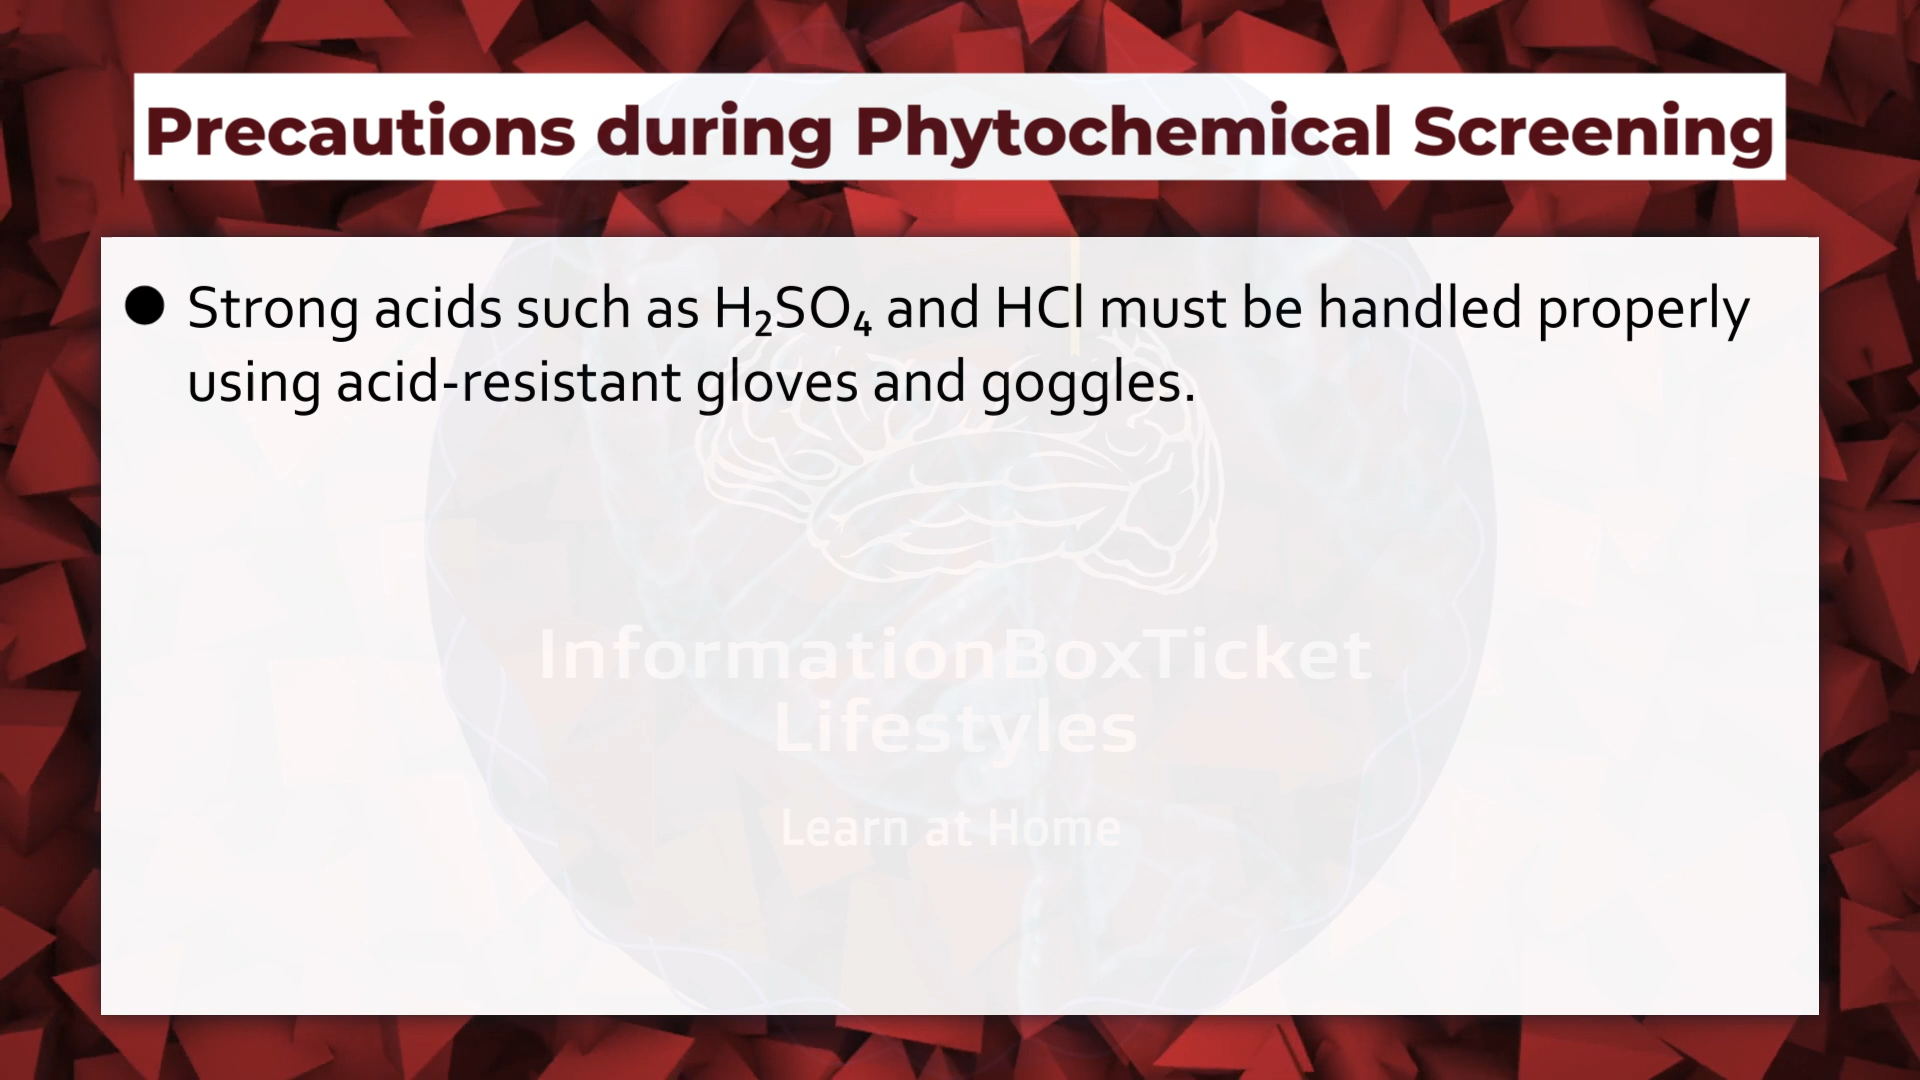 Precautions during Phytochemical Screening
● Strong acids such as H₂SO₄ and HCl must be handled properly
using acid-resistant gloves and goggles.
InformationBoxTicket
Lifestyles
Learn at Home